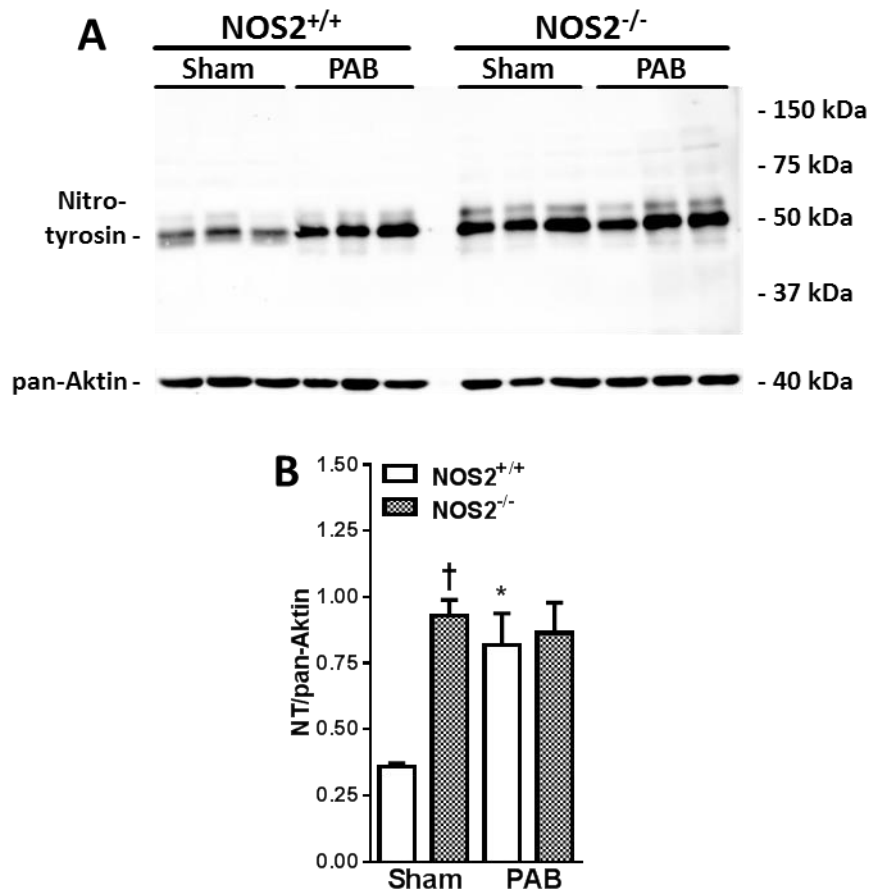 A
NOS2+/+ NOS2-/-
Sham PAB Sham PAB
- 150 kDa
- 75 kDa
Nitro-
tyrosin -
- 50 kDa
- 37 kDa
pan-Aktin -
- 40 kDa
B
NOS2+/+
NOS2-/-
NT/pan-Aktin
1.50
1.25
1.00
0.75
0.50
0.25
0.00
†
*
Sham PAB